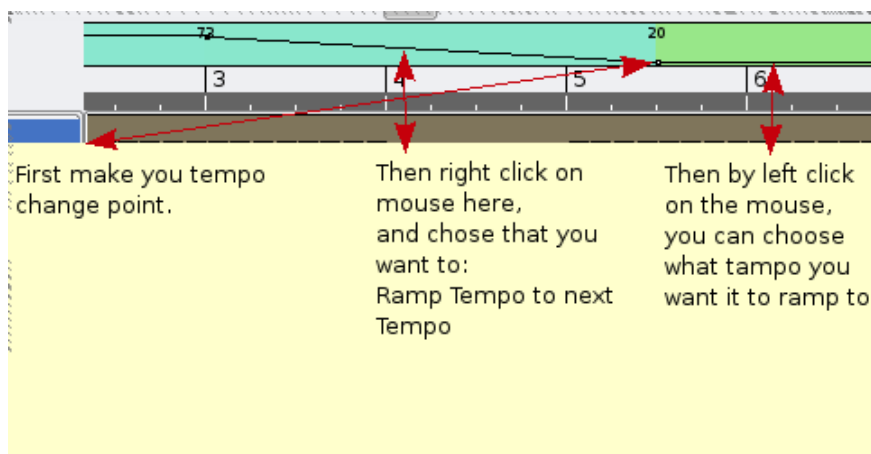 73
20
3
4
5
6
First make you tempo
change point.
Then right click on
mouse here,
and chose that you
want to:
Ramp Tempo to next
Tempo
Then by left click
on the mouse,
you can choose
what tampo you
want it to ramp to